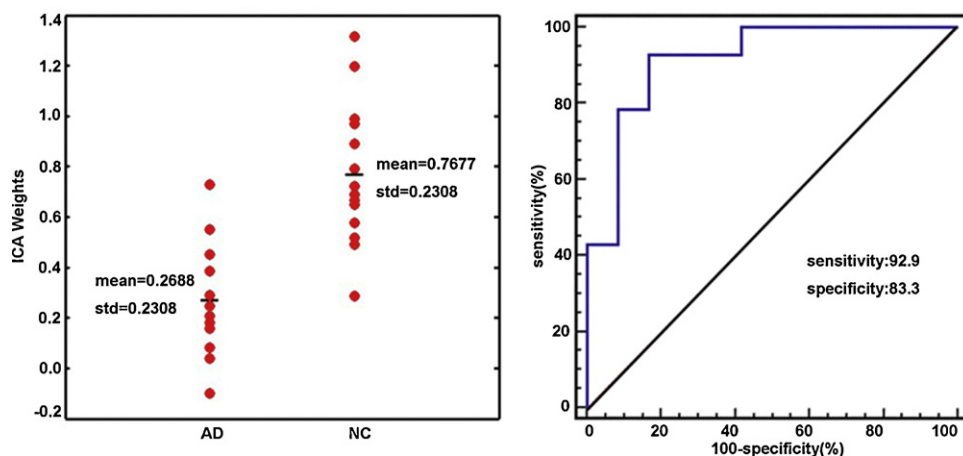 1.4
1.2
1.0
0.8
0.6
0.4
0.2
0.0
-0.2
ICA Weights
mean=0.2688
std=0.2308
mean=0.7677
std=0.2308
AD NC
100
80
60
40
20
0
sensitivity(%)
sensitivity:92.9
specificity:83.3
0 20 40 60 80 100
100-specificity(%)